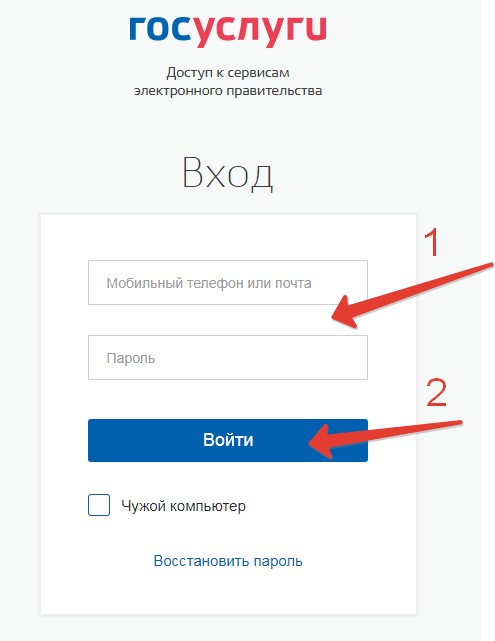 госуслуги
Доступ к сервисам
электронного правительства
Вход
1
Мобильный телефон или почта
Пароль
2
Войти
Чужой компьютер
Восстановить пароль